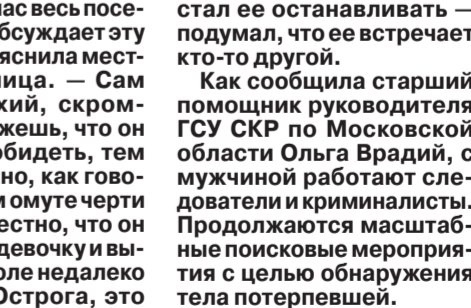 нас весь посе-
обсуждает эту
яснила мест-
ница. — Сам
хий, скром-
жешь, что он
обидеть, тем
но, как гово-
м омуте черти
естно, что он
девочку и вы-
оле недалеко
Острога, это
стал ее останавливать —
подумал, что ее встречает
кто-то другой.
Как сообщила старший
помощник руководителя
ГСУ СКР по Московской
области Ольга Врадий, с
мужчиной работают сле-
дователи и криминалисты.
Продолжаются масштаб-
ные поисковые мероприя-
тия с целью обнаружения
тела потерпевшей.